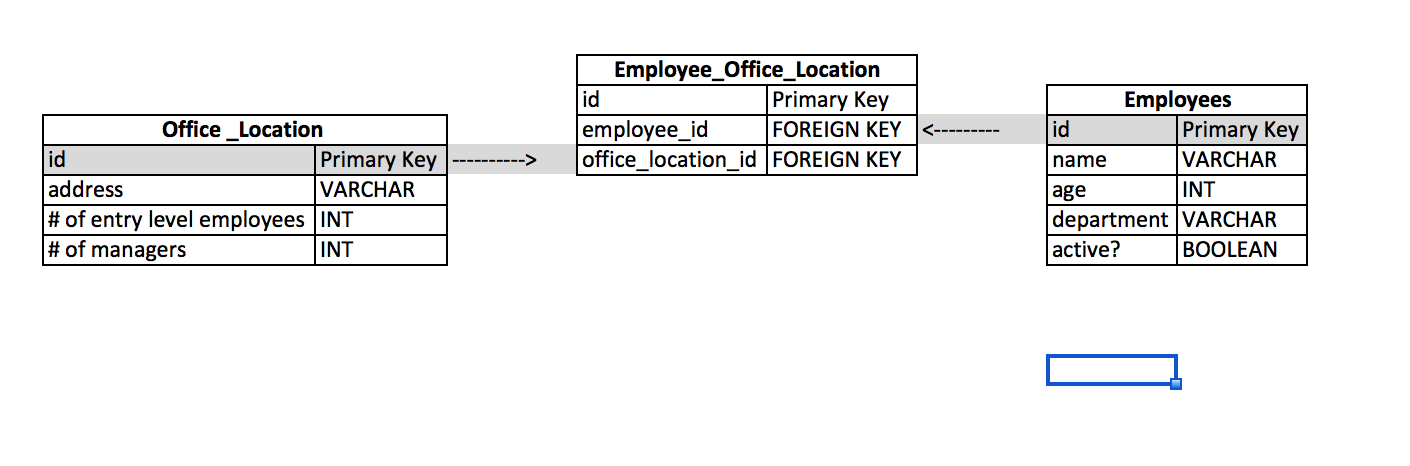 Employee_Office_Location
id Primary Key
employee_id FOREIGN KEY
office_location_id FOREIGN KEY
Office _Location
id Primary Key ---------->
address VARCHAR
# of entry level employees INT
# of managers INT
Employees
<--------- id Primary Key
name VARCHAR
age INT
department VARCHAR
active? BOOLEAN